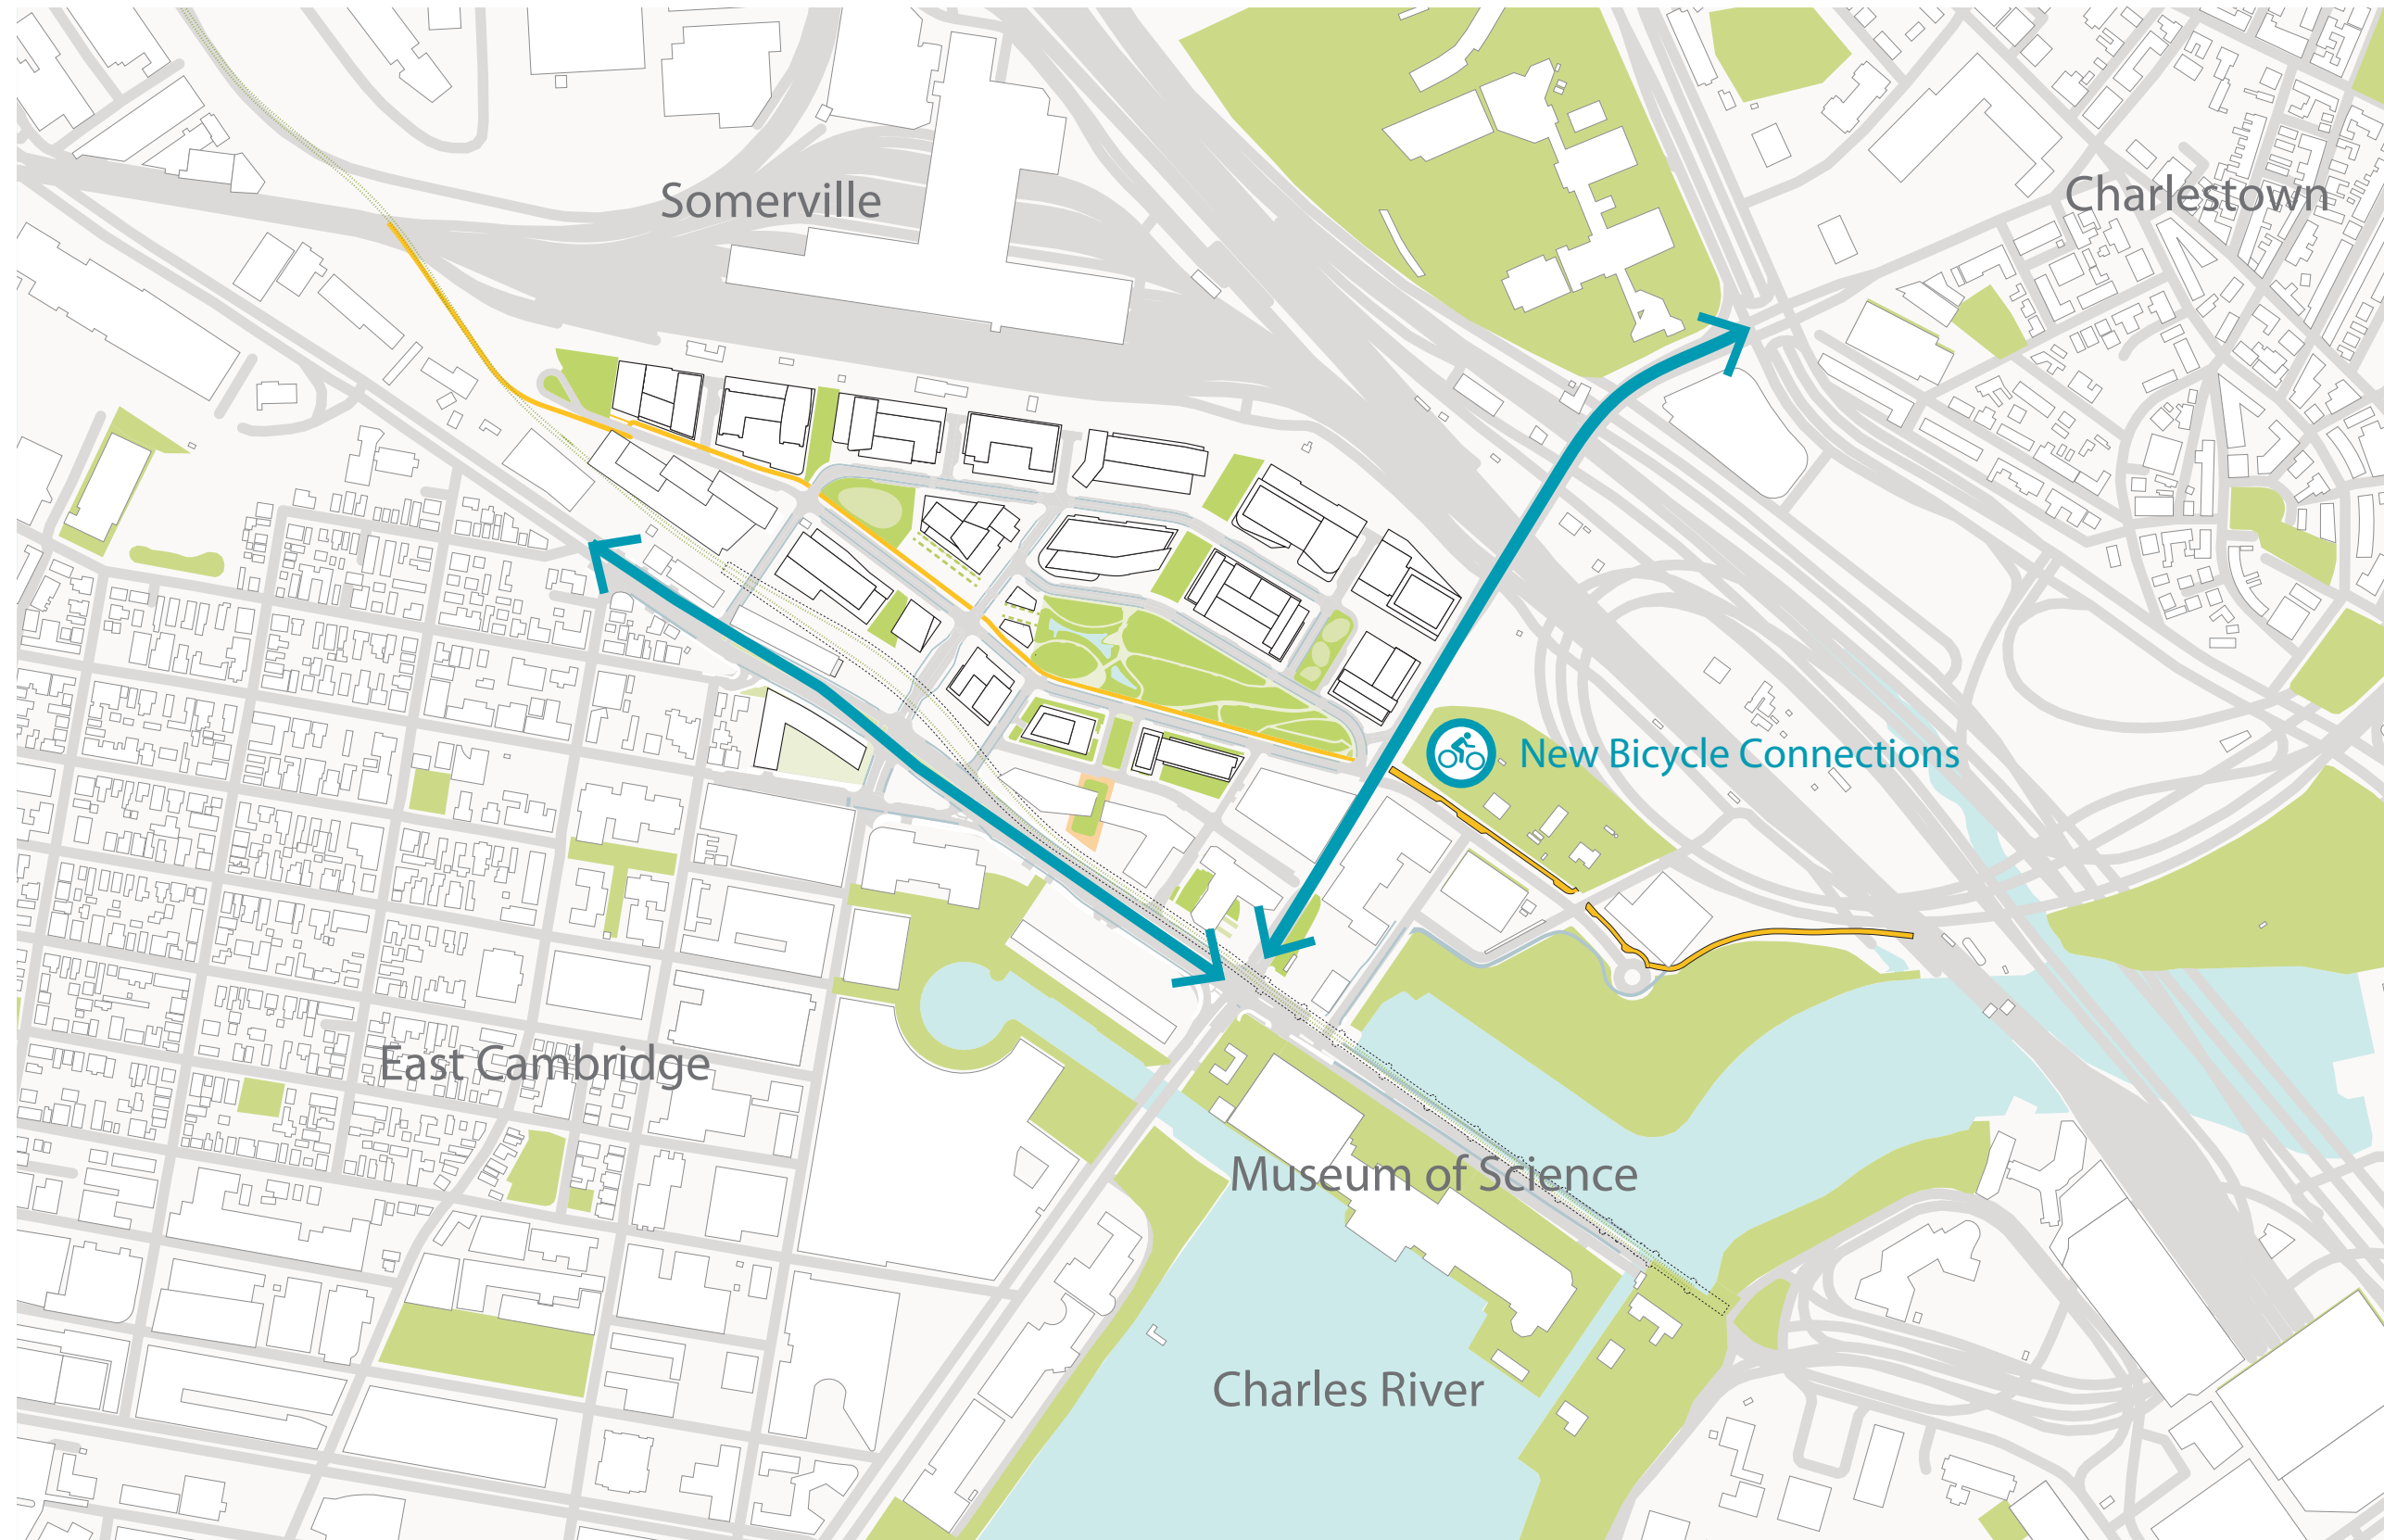 Somerville
Charlestown
New Bicycle Connections
East Cambridge
Museum of Science
Charles River